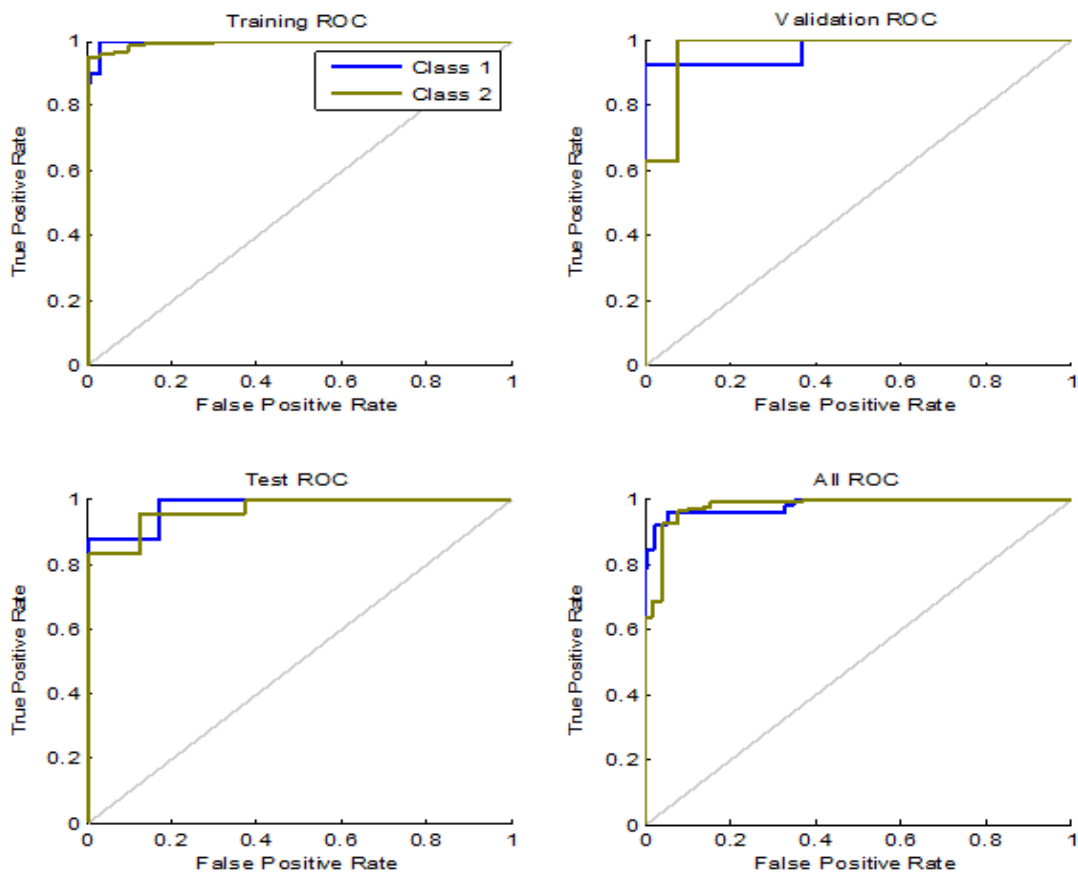 Training ROC
1
0.8
0.6
0.4
0.2
0
True Positive Rate
Class 1
Class 2
0 0.2 0.4 0.6 0.8 1
False Positive Rate
Validation ROC
1
0.8
0.6
0.4
0.2
0
True Positive Rate
0 0.2 0.4 0.6 0.8 1
False Positive Rate
Test ROC
1
0.8
0.6
0.4
0.2
0
True Positive Rate
0 0.2 0.4 0.6 0.8 1
False Positive Rate
All ROC
1
0.8
0.6
0.4
0.2
0
True Positive Rate
0 0.2 0.4 0.6 0.8 1
False Positive Rate